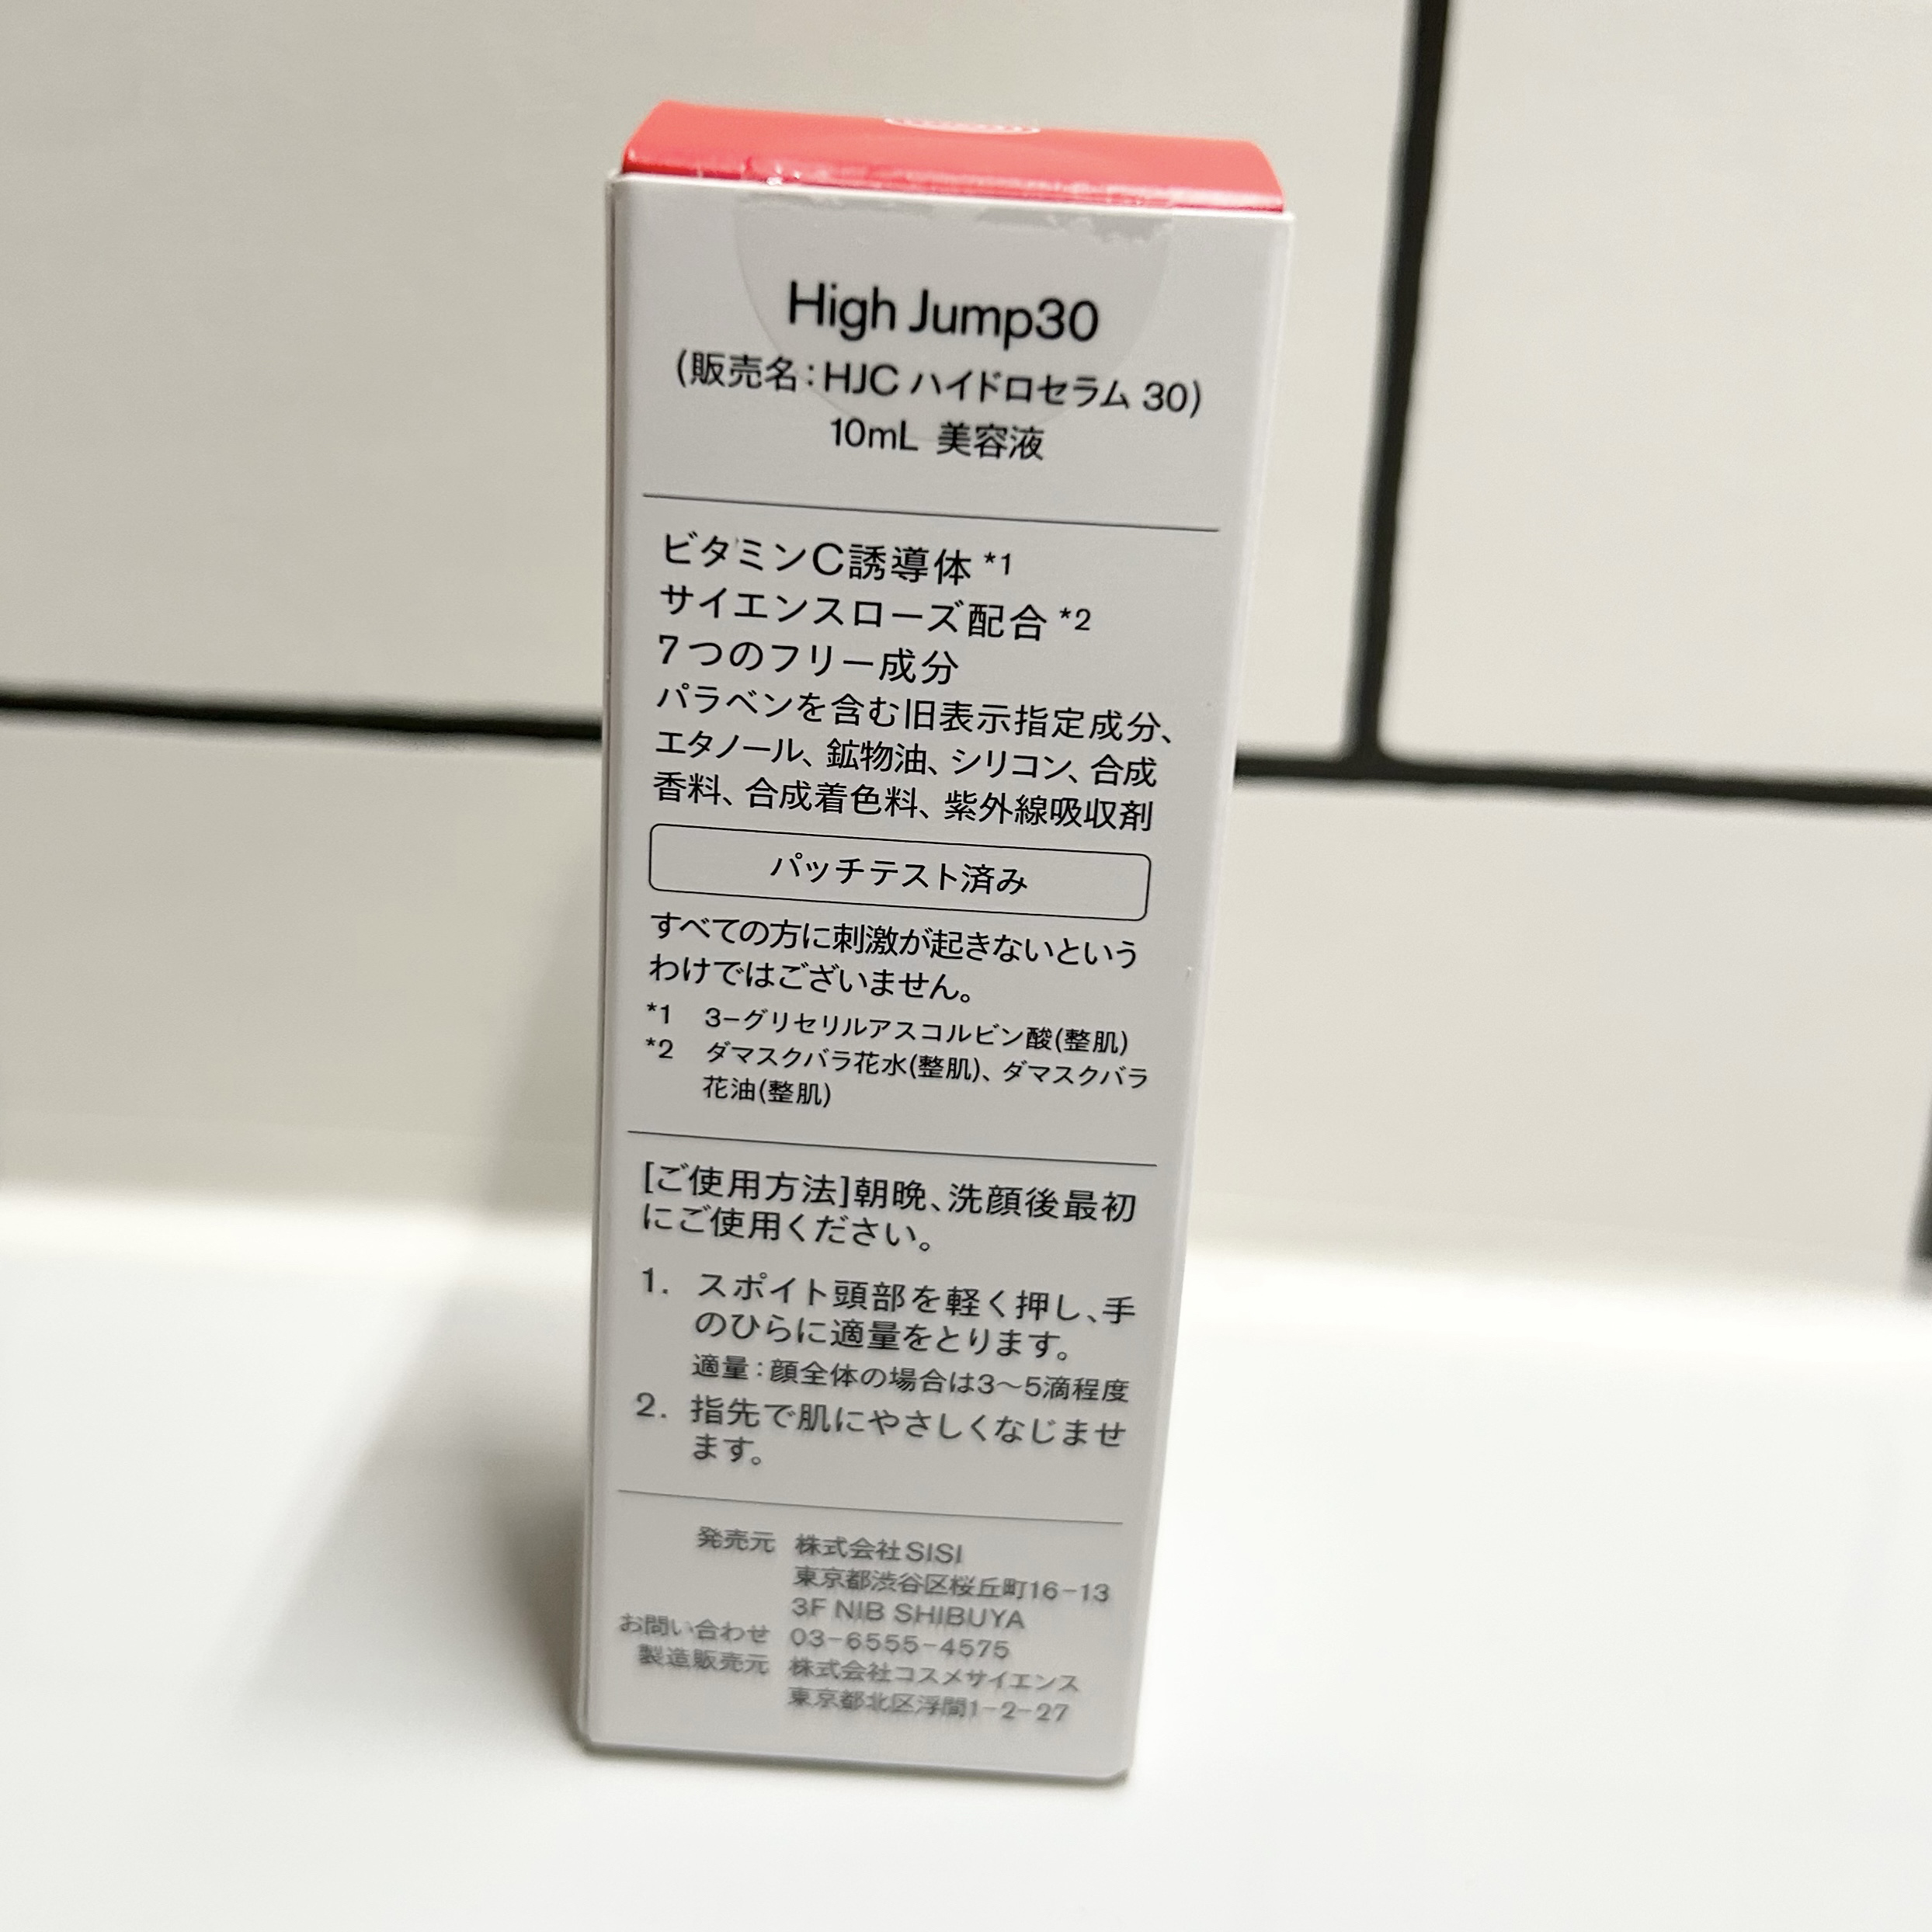 High Jump30
(販売名:HJC ハイドロセラム 30)
10mL 美容液
ビタミンC誘導体 *1
サイエンスローズ配合 *2
7つのフリー成分
パラベンを含む旧表示指定成分、
エタノール、鉱物油、シリコン、合成
香料、合成着色料、紫外線吸収剤
パッチテスト済み
すべての方に刺激が起きないという
わけではございません。
*1 3−グリセリルアスコルビン酸(整肌)
*2 ダマスクバラ花水(整肌)、ダマスクバラ
花油(整肌)
[ご使用方法]朝晩、洗顔後最初
にご使用ください。
1. スポイト頭部を軽く押し、手
のひらに適量をとります。
適量:顔全体の場合は3〜5滴程度
2. 指先で肌にやさしくなじませ
ます。
発売元 株式会社SISI
東京都渋谷区桜丘町16−13
3F NIB SHIBUYA
お問い合わせ 03−6555−4575
製造販売元 株式会社コスメサイエンス
東京都北区浮間1−2−27